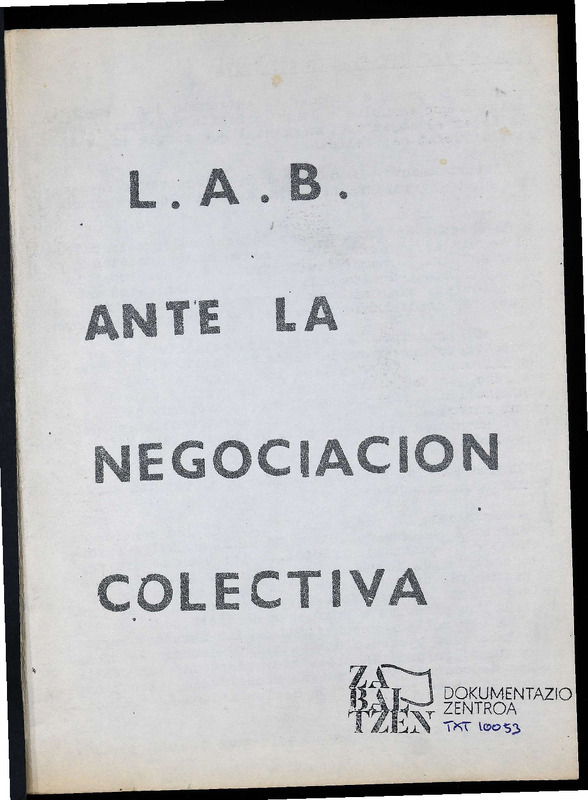 L. A. B.
ANTE LA
NEGOCIACION
COLECTIVA
ZA
BAL
TZEN
DOKUMENTAZIO
ZENTROA
TXT 10053